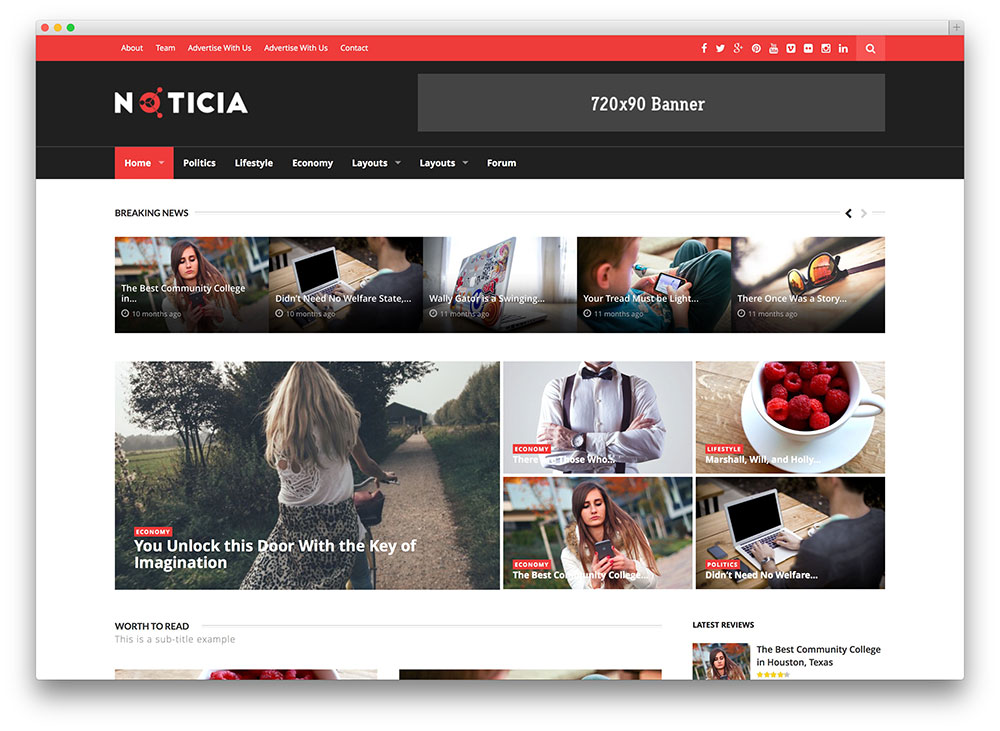 About Team Advertise With Us Advertise With Us Contact
NOTICIA
720x90 Banner
Home Politics Lifestyle Economy Layouts Layouts Forum
BREAKING NEWS
The Best Community College
in...
10 months ago
Didn't Need No Welfare State,...
10 months ago
Wally Gator is a Swinging...
11 months ago
Your Tread Must be Light...
11 months ago
There Once Was a Story...
11 months ago
ECONOMY
You Unlock this Door With the Key of
Imagination
ECONOMY
There Are Those Who...
LIFESTYLE
Marshall, Will, and Holly...
ECONOMY
The Best Community College...
POLITICS
Didn't Need No Welfare...
WORTH TO READ
This is a sub-title example
LATEST REVIEWS
The Best Community College
in Houston, Texas